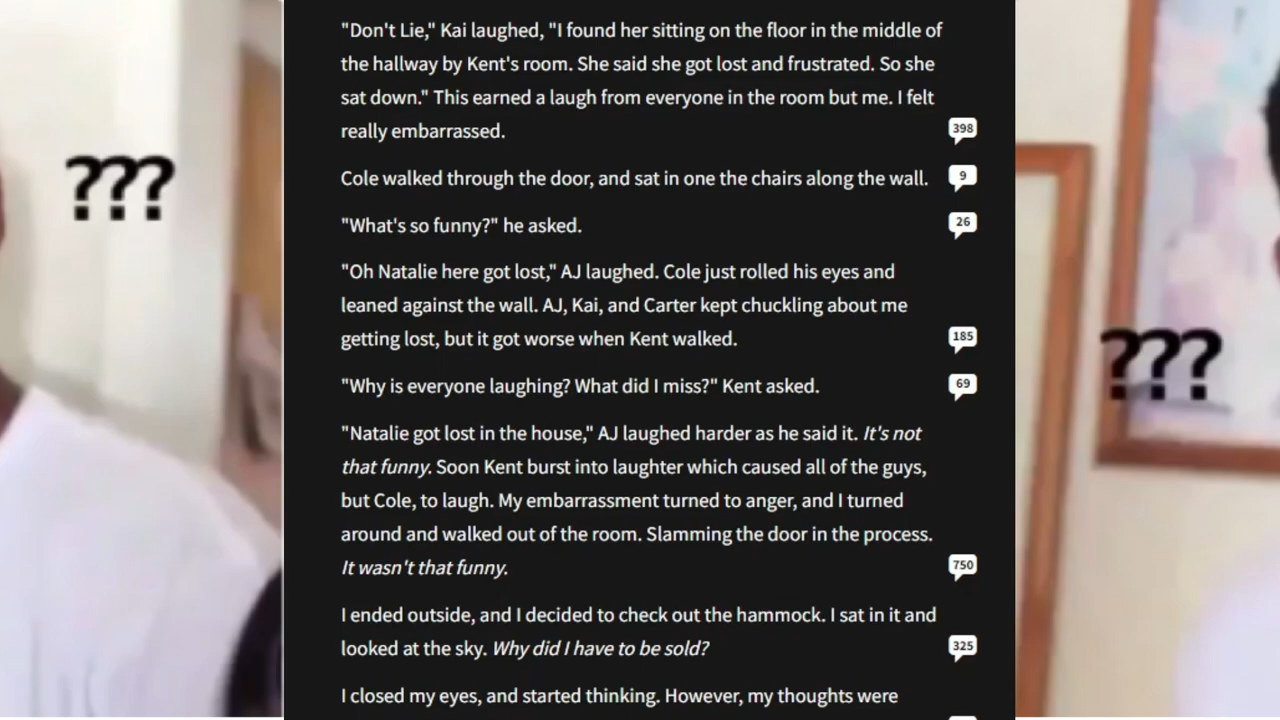 "Don't Lie," Kai laughed, "I found her sitting on the floor in the middle of
the hallway by Kent's room. She said she got lost and frustrated. So she
sat down." This earned a laugh from everyone in the room but me. I felt
really embarrassed.
398
Cole walked through the door, and sat in one the chairs along the wall.
9
"What's so funny?" he asked.
26
"Oh Natalie here got lost," AJ laughed. Cole just rolled his eyes and
leaned against the wall. AJ, Kai, and Carter kept chuckling about me
getting lost, but it got worse when Kent walked.
185
"Why is everyone laughing? What did I miss?" Kent asked.
69
"Natalie got lost in the house," AJ laughed harder as he said it. It's not
that funny. Soon Kent burst into laughter which caused all of the guys,
but Cole, to laugh. My embarrassment turned to anger, and I turned
around and walked out of the room. Slamming the door in the process.
It wasn't that funny.
750
I ended outside, and I decided to check out the hammock. I sat in it and
looked at the sky. Why did I have to be sold?
325
I closed my eyes, and started thinking. However, my thoughts were
???
???